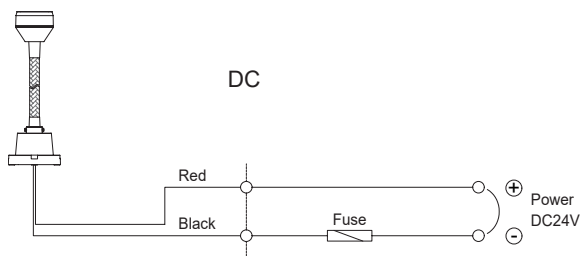 DC
Red
Black
Fuse
+
Power
DC24V
-